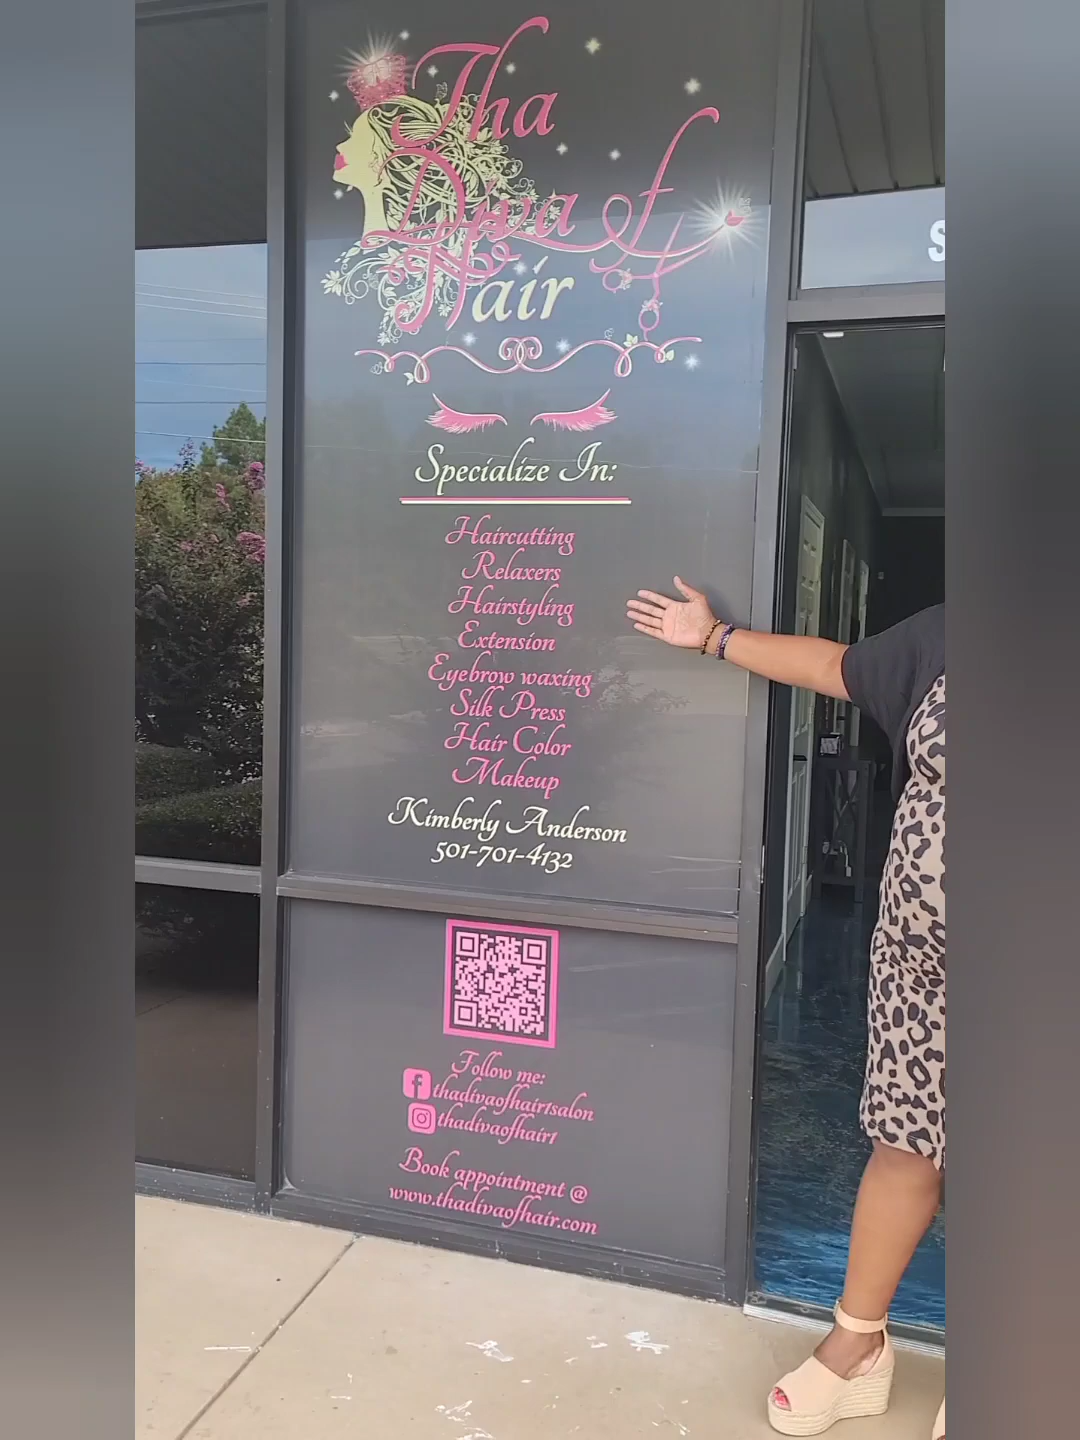 Tha
Diva of
Hair
S
Specialize In:
Haircutting
Relaxers
Hairstyling
Extension
Eyebrow waxing
Silk Press
Hair Color
Makeup
Kimberly Anderson
501-701-4132
Follow me:
thadivaofhair1salon
thadivaofhair1
Book appointment @
www.thadivaofhair.com